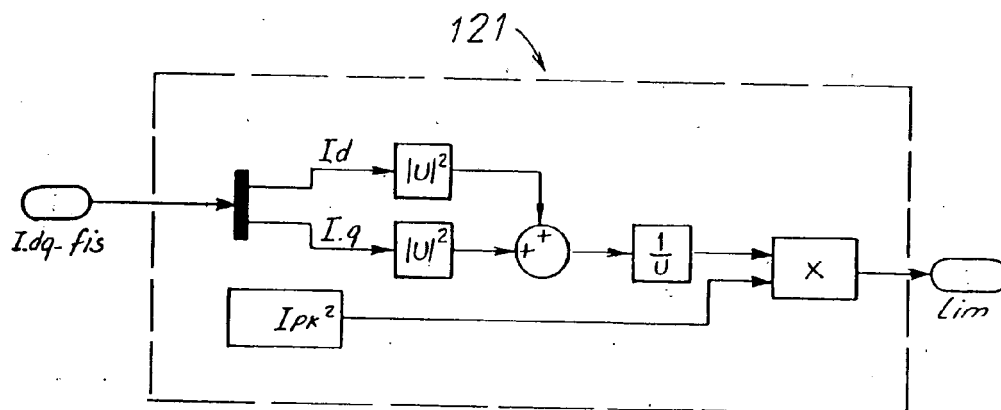 121
Id
|U|²
I.dq-fis
I.q
|U|²
+
+
1/U
X
Ipk²
Lim